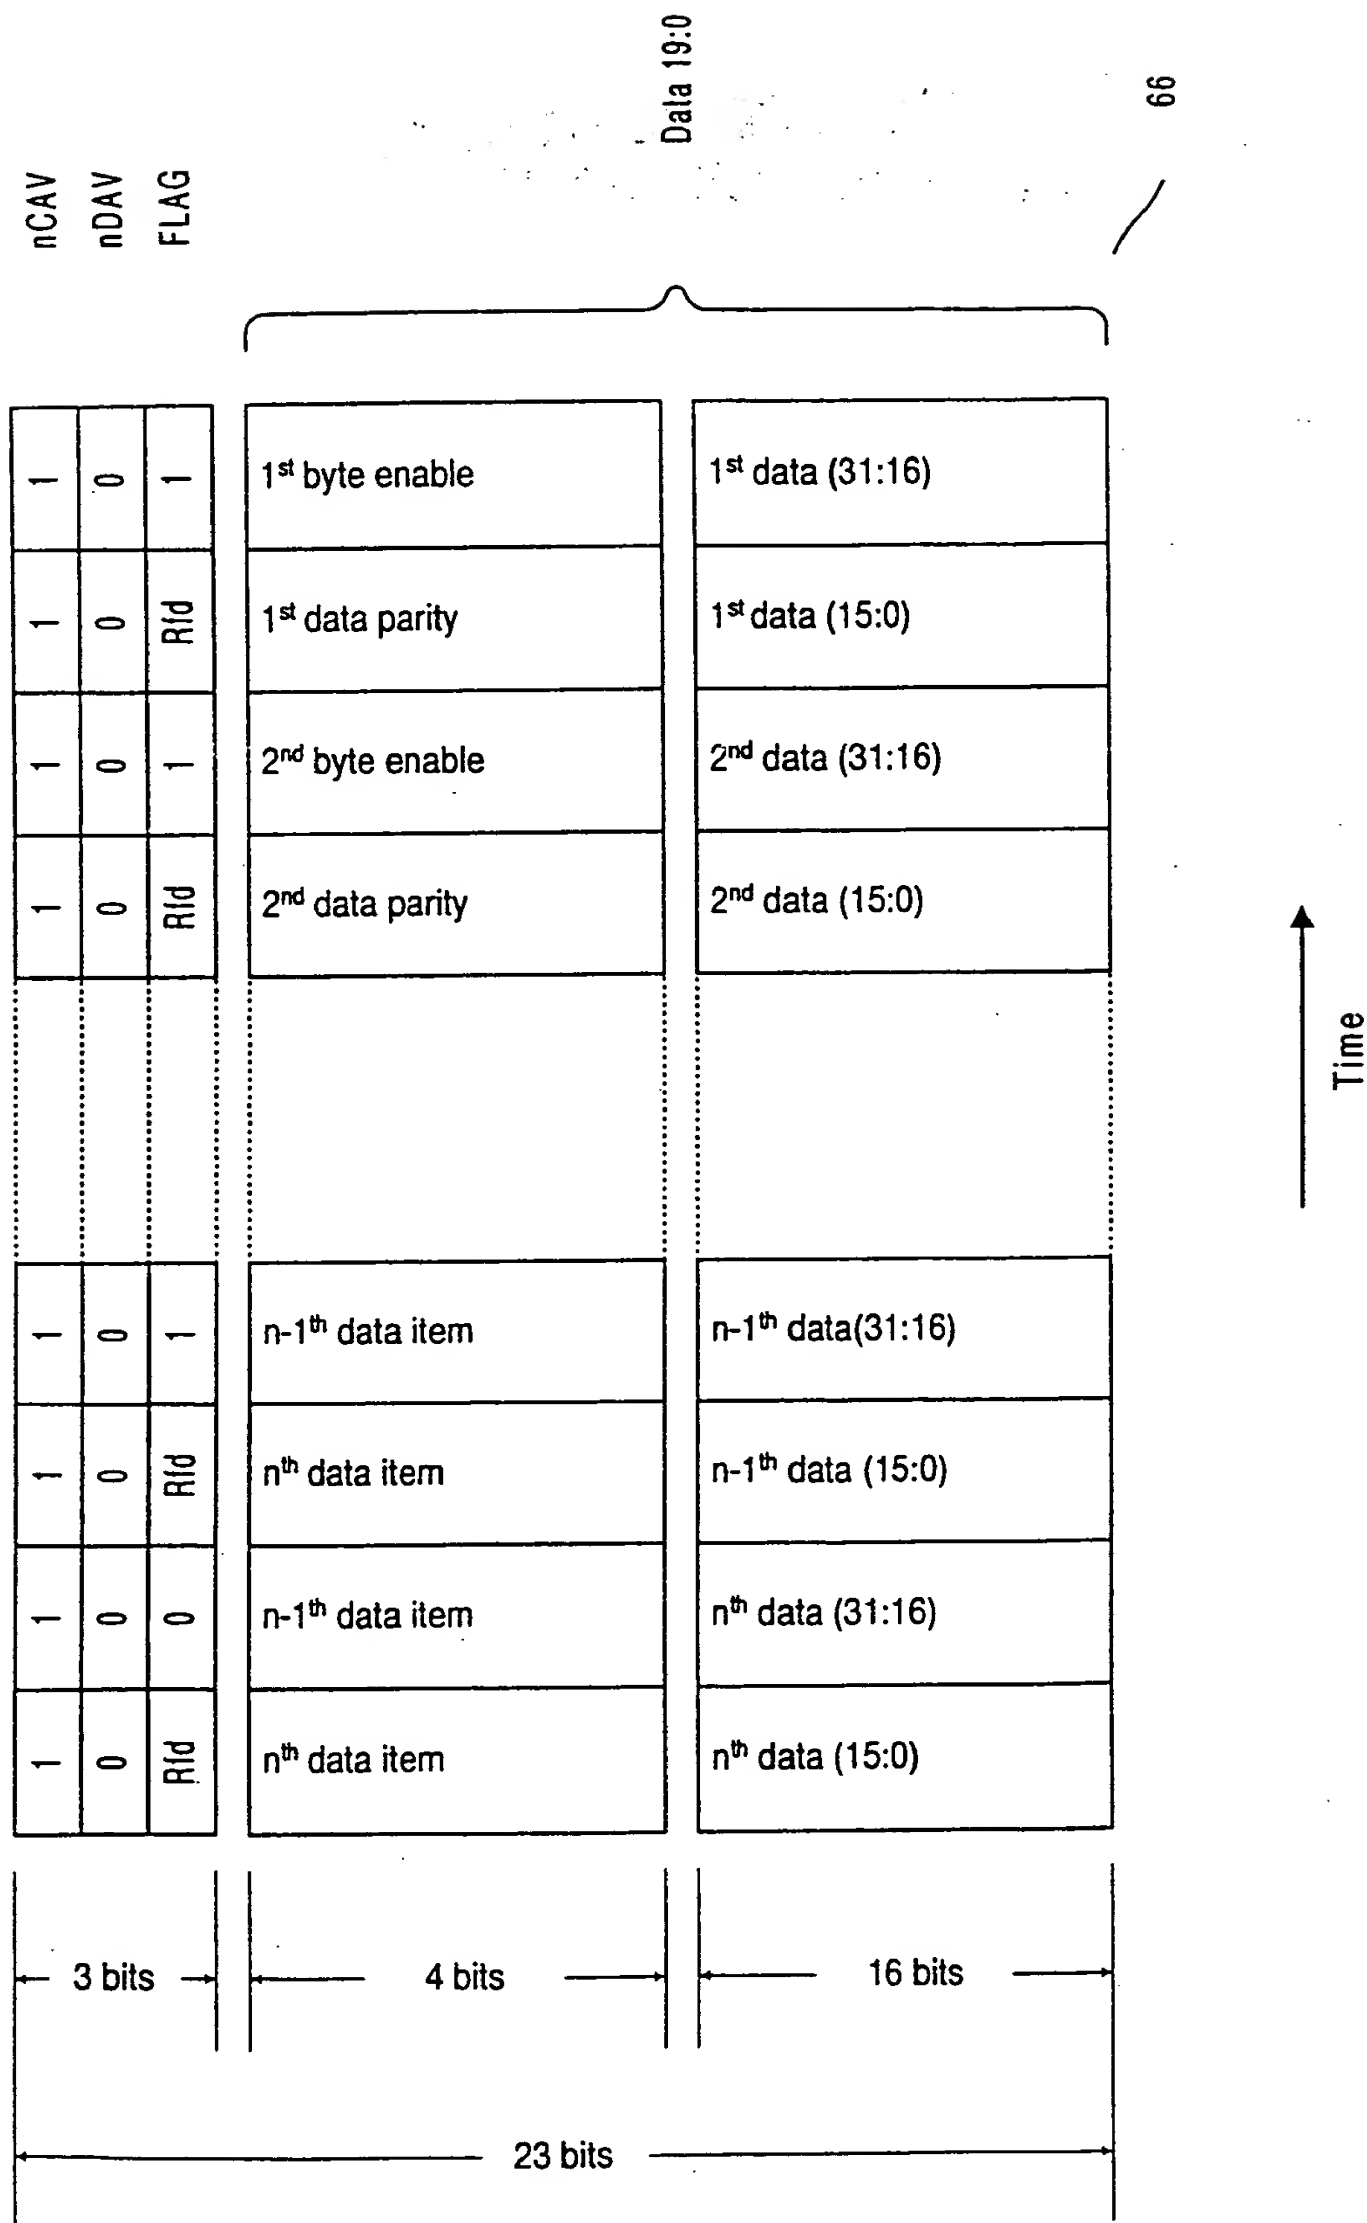 Data 19:0
66
nCAV
nDAV
FLAG
1 0 1 1st byte enable 1st data (31:16)
1 0 Rfd 1st data parity 1st data (15:0)
1 0 1 2nd byte enable 2nd data (31:16)
1 0 Rfd 2nd data parity 2nd data (15:0)
Time
1 0 1 n-1th data item n-1th data(31:16)
1 0 Rfd nth data item n-1th data (15:0)
1 0 0 n-1th data item nth data (31:16)
1 0 Rfd nth data item nth data (15:0)
3 bits 4 bits 16 bits
23 bits